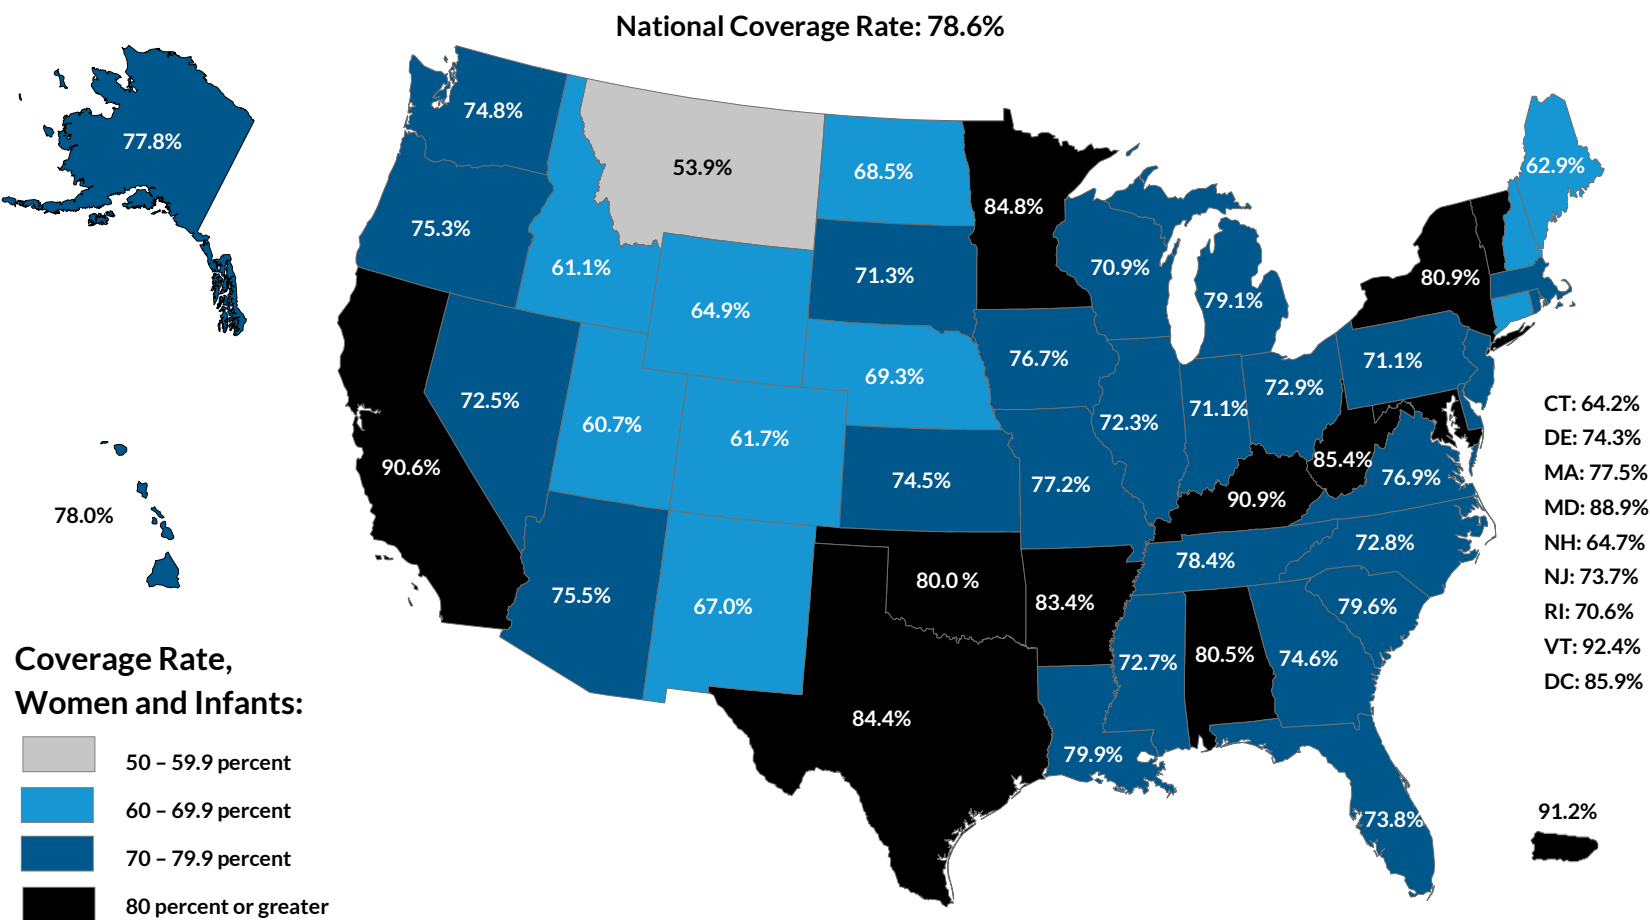 National Coverage Rate: 78.6%
77.8%
74.8%
53.9%
68.5%
84.8%
62.9%
75.3%
61.1%
64.9%
71.3%
70.9%
79.1%
80.9%
72.5%
60.7%
61.7%
69.3%
76.7%
72.3%
71.1%
72.9%
71.1%
90.6%
74.5%
77.2%
90.9%
85.4%
76.9%
78.0%
75.5%
67.0%
80.0 %
83.4%
78.4%
72.8%
79.6%
72.7%
80.5%
74.6%
84.4%
79.9%
73.8%
CT: 64.2%
DE: 74.3%
MA: 77.5%
MD: 88.9%
NH: 64.7%
NJ: 73.7%
RI: 70.6%
VT: 92.4%
DC: 85.9%
91.2%
Coverage Rate,
Women and Infants:
50 – 59.9 percent
60 – 69.9 percent
70 – 79.9 percent
80 percent or greater